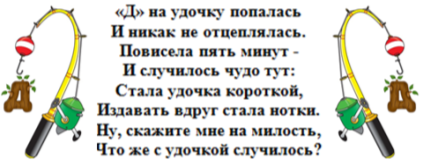 «Д» на удочку попалась
И никак не отцеплялась.
Повисела пять минут -
И случилось чудо тут:
Стала удочка короткой,
Издавать вдруг стала нотки.
Ну, скажите мне на милость,
Что же с удочкой случилось?
Д
Д